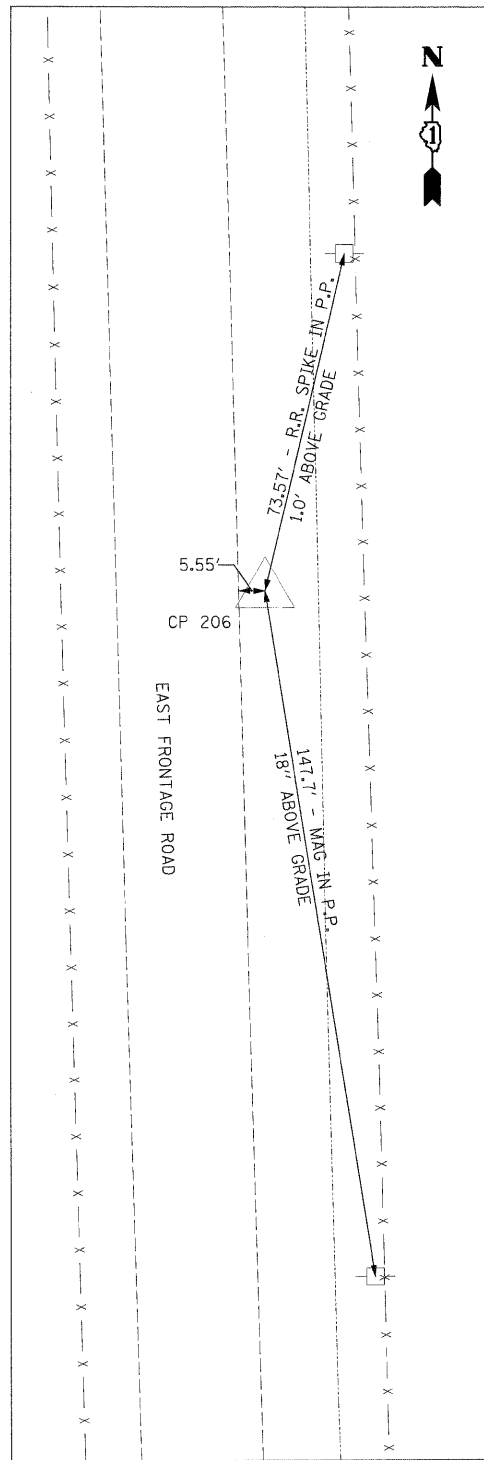 N
1
73.57' - R.R. SPIKE IN P.P.
1.0' ABOVE GRADE
5.55'
CP 206
EAST FRONTAGE ROAD
147.7' - MAG IN P.P.
18'' ABOVE GRADE